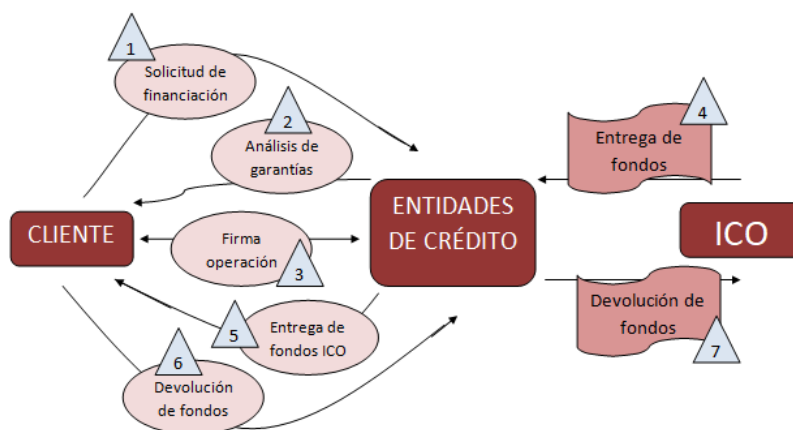 1
Solicitud de
financiación
2
Análisis de
garantías
4
Entrega de
fondos
CLIENTE
Firma
operación
3
ENTIDADES
DE CRÉDITO
ICO
5
Entrega de
fondos ICO
6
Devolución
de fondos
Devolución de
fondos
7